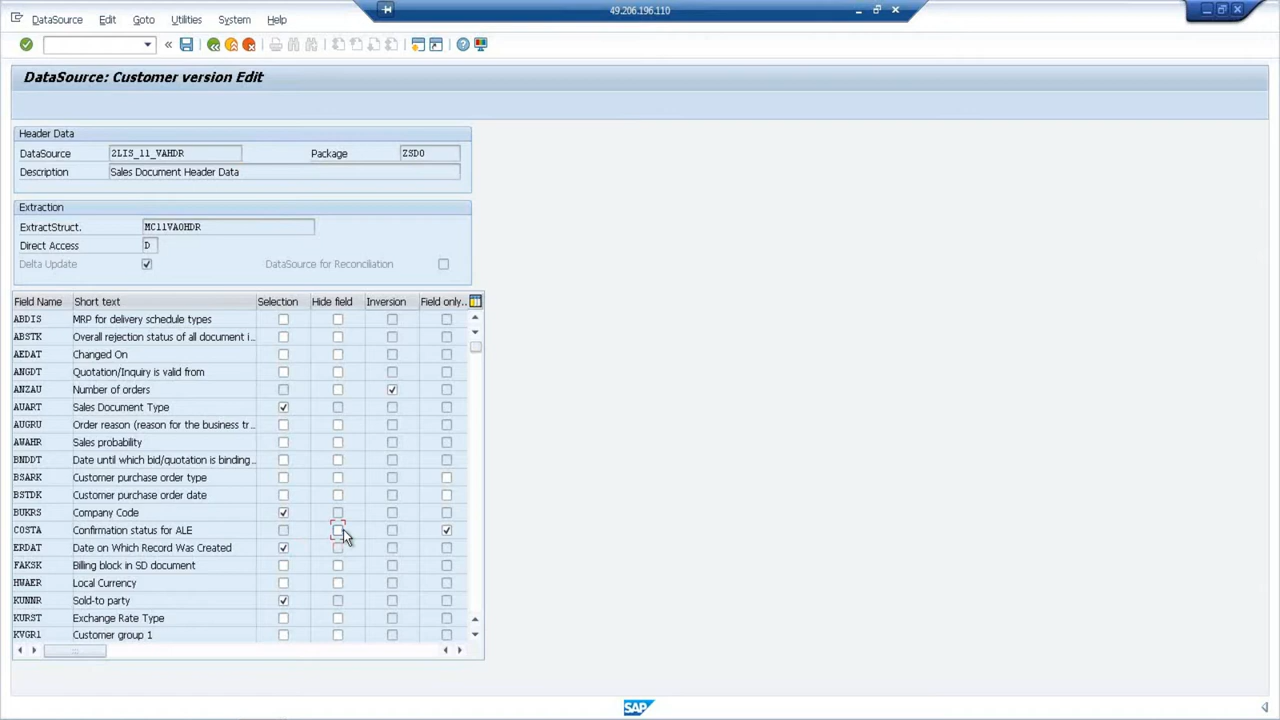 49.206.196.110
DataSource Edit Goto Utilities System Help
DataSource: Customer version Edit
Header Data
DataSource 2LIS_11_VAHDR Package ZSD0
Description Sales Document Header Data
Extraction
ExtractStruct. MC11VA0HDR
Direct Access D
Delta Update DataSource for Reconciliation
Field Name Short text Selection Hide field Inversion Field only..
ABDIS MRP for delivery schedule types
ABSTK Overall rejection status of all document i...
AEDAT Changed On
ANGDT Quotation/Inquiry is valid from
ANZAU Number of orders
AUART Sales Document Type
AUGRU Order reason (reason for the business tr...
AWAHR Sales probability
BNDDT Date until which bid/quotation is binding...
BSARK Customer purchase order type
BSTDK Customer purchase order date
BUKRS Company Code
COSTA Confirmation status for ALE
ERDAT Date on Which Record Was Created
FAKSK Billing block in SD document
HWAER Local Currency
KUNNR Sold-to party
KURST Exchange Rate Type
KVGR1 Customer group 1
SAP